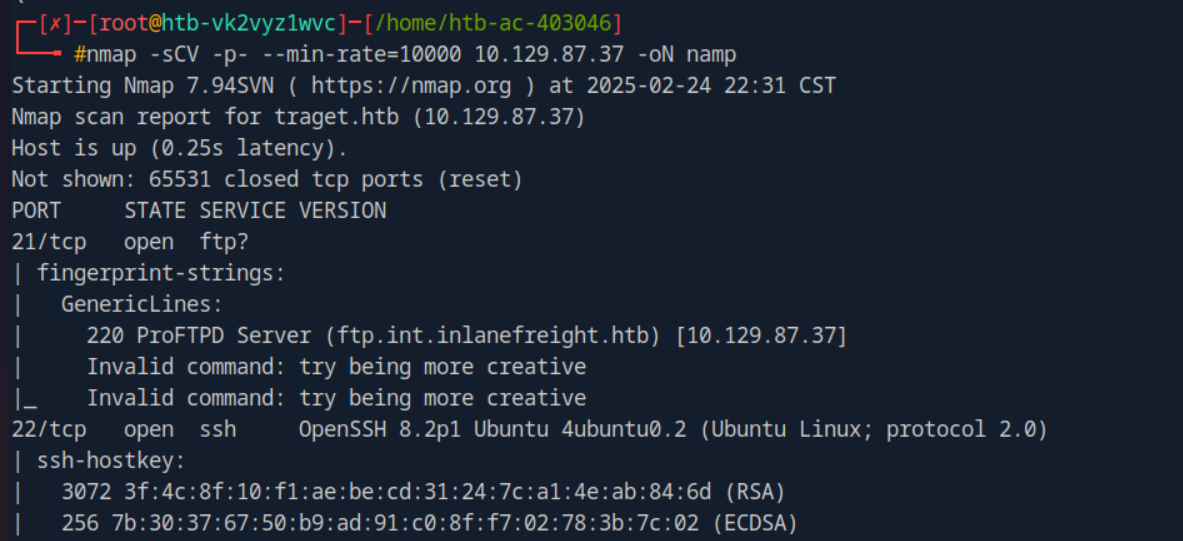 ┌─[✗]─[root@htb-vk2vyz1wvc]─[/home/htb-ac-403046]
└──╼ #nmap -sCV -p- --min-rate=10000 10.129.87.37 -oN namp
Starting Nmap 7.94SVN ( https://nmap.org ) at 2025-02-24 22:31 CST
Nmap scan report for traget.htb (10.129.87.37)
Host is up (0.25s latency).
Not shown: 65531 closed tcp ports (reset)
PORT     STATE SERVICE VERSION
21/tcp   open  ftp?
| fingerprint-strings:
|   GenericLines:
|     220 ProFTPD Server (ftp.int.inlanefreight.htb) [10.129.87.37]
|     Invalid command: try being more creative
|_    Invalid command: try being more creative
22/tcp   open  ssh     OpenSSH 8.2p1 Ubuntu 4ubuntu0.2 (Ubuntu Linux; protocol 2.0)
| ssh-hostkey:
|   3072 3f:4c:8f:10:f1:ae:be:cd:31:24:7c:a1:4e:ab:84:6d (RSA)
|   256 7b:30:37:67:50:b9:ad:91:c0:8f:f7:02:78:3b:7c:02 (ECDSA)